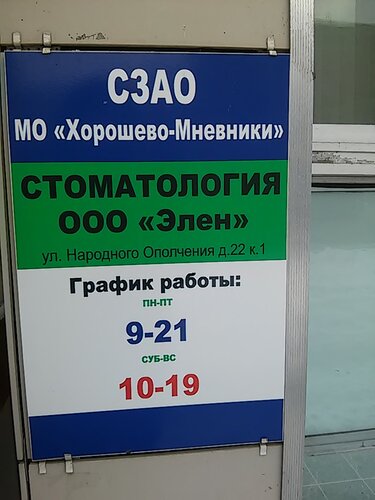 СЗАО
МО «Хорошево-Мневники»
СТОМАТОЛОГИЯ
ООО «Элен»
ул. Народного Ополчения д.22 к.1
График работы:
ПН-ПТ
9-21
СУБ-ВС
10-19